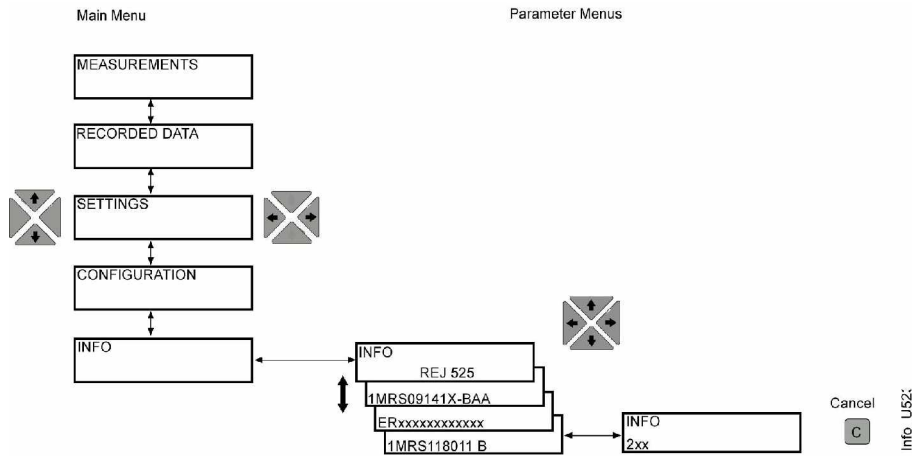 Main Menu
Parameter Menus
MEASUREMENTS
RECORDED DATA
SETTINGS
CONFIGURATION
INFO
INFO
REJ 525
1MRS09141X-BAA
ERxxxxxxxxxxxx
1MRS118011 B
INFO
2xx
Cancel
C
Info